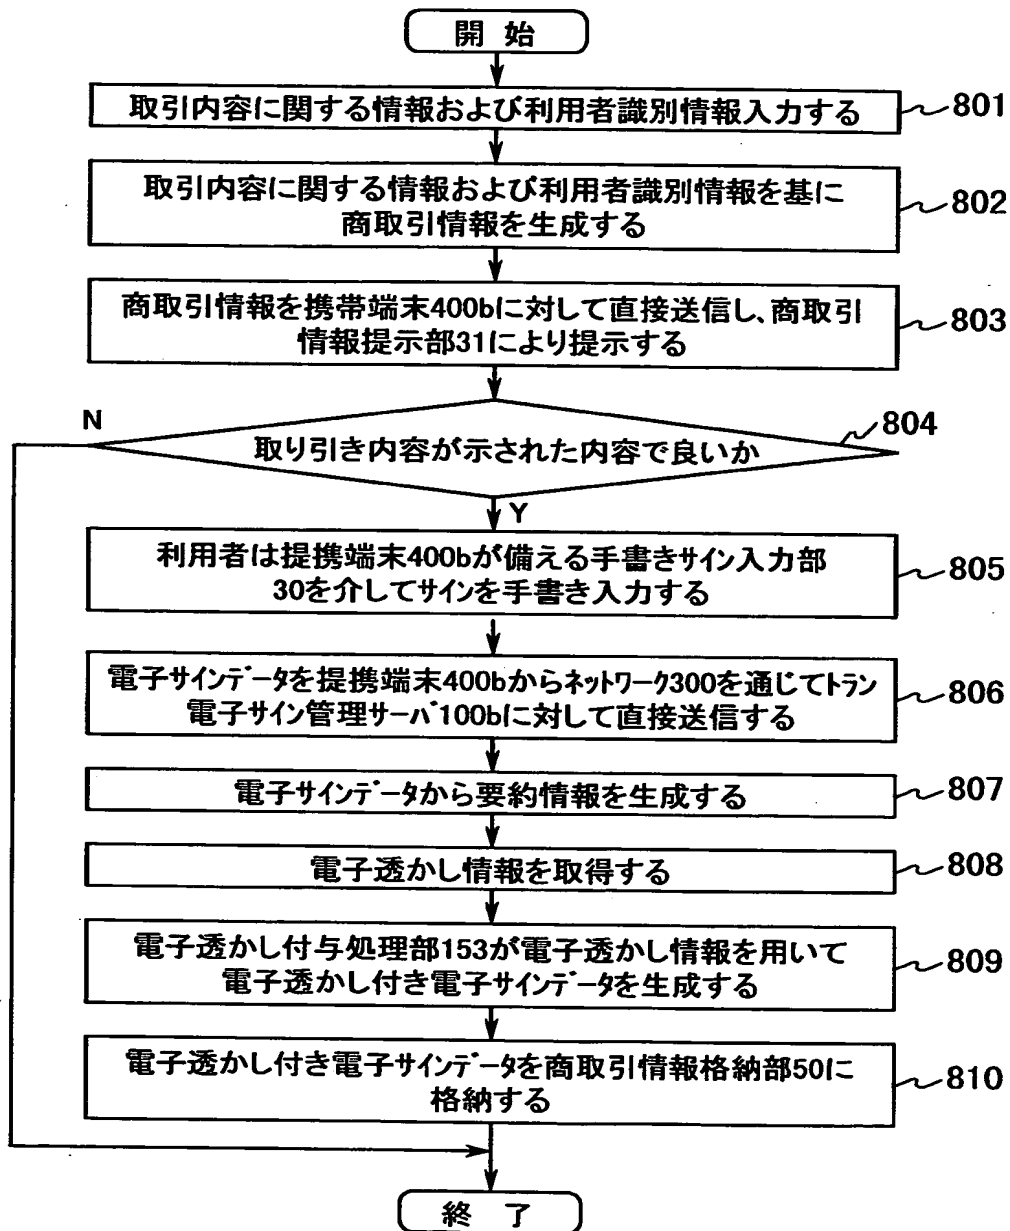 開 始
取引内容に関する情報および利用者識別情報入力する
801
取引内容に関する情報および利用者識別情報を基に
商取引情報を生成する
802
商取引情報を携帯端末400bに対して直接送信し、商取引
情報提示部31により提示する
803
N
804
取り引き内容が示された内容で良いか
Y
利用者は提携端末400bが備える手書きサイン入力部
30を介してサインを手書き入力する
805
電子サインデータを提携端末400bからネットワーク300を通じてトラン
電子サイン管理サーバ100bに対して直接送信する
806
電子サインデータから要約情報を生成する
807
電子透かし情報を取得する
808
電子透かし付与処理部153が電子透かし情報を用いて
電子透かし付き電子サインデータを生成する
809
電子透かし付き電子サインデータを商取引情報格納部50に
格納する
810
終 了